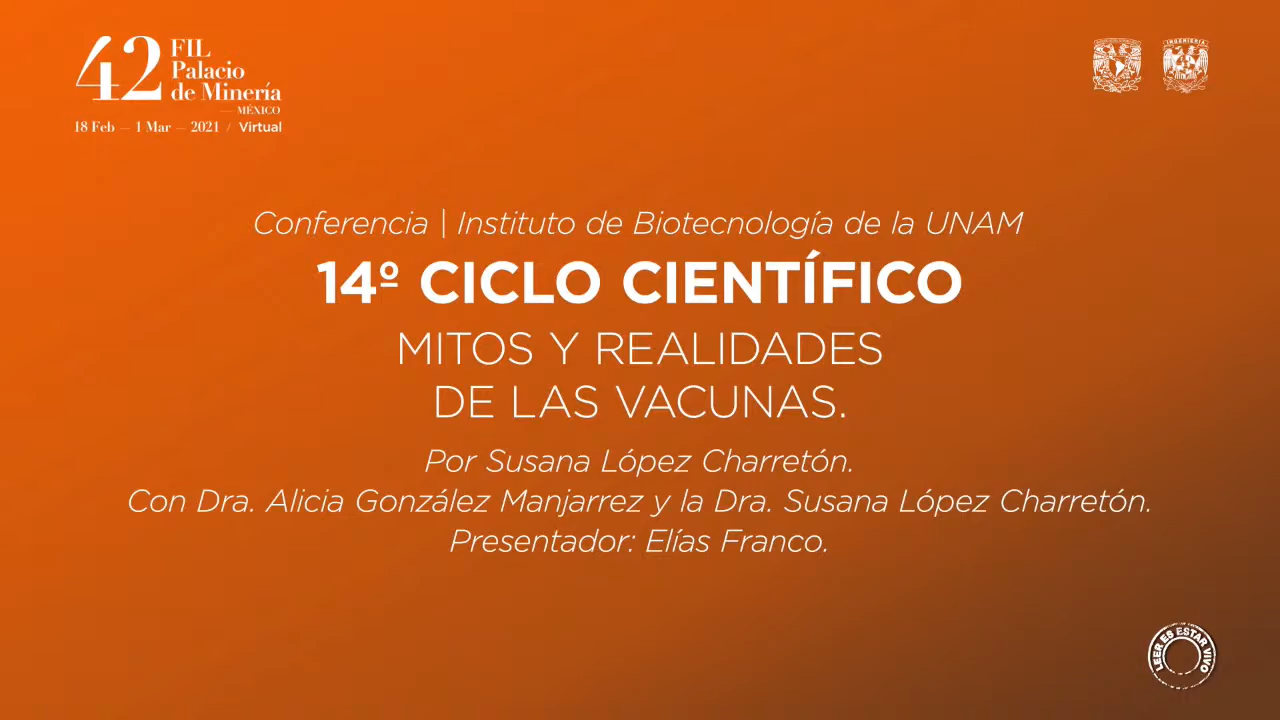 42 FIL
Palacio
de Minería
— MÉXICO
18 Feb — 1 Mar — 2021 / Virtual
INGENIERIA
Conferencia | Instituto de Biotecnología de la UNAM
14º CICLO CIENTÍFICO
MITOS Y REALIDADES
DE LAS VACUNAS.
Por Susana López Charretón.
Con Dra. Alicia González Manjarrez y la Dra. Susana López Charretón.
Presentador: Elías Franco.
LEER ES ESTAR VIVO